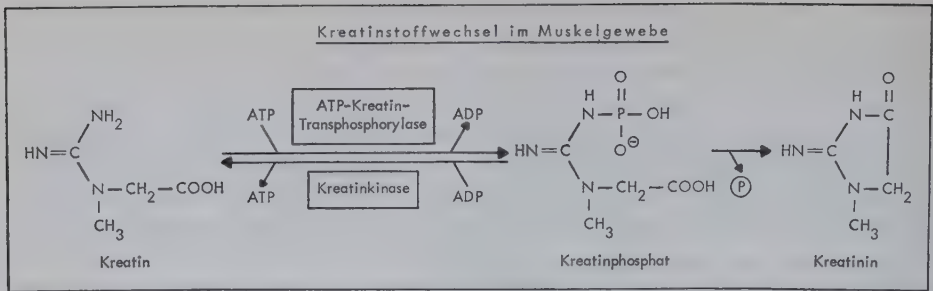 Kreatinstoffwechsel im Muskelgewebe
NH2
HN=C
N—CH2—COOH
CH3
Kreatin
ATP
ATP-Kreatin-
Transphosphorylase
ADP
ATP
Kreatinkinase
ADP
O
H
N—P—OH
O⊖
HN=C
N—CH2—COOH
CH3
Kreatinphosphat
P
O
H
N—C
HN=C
N—CH2
CH3
Kreatinin